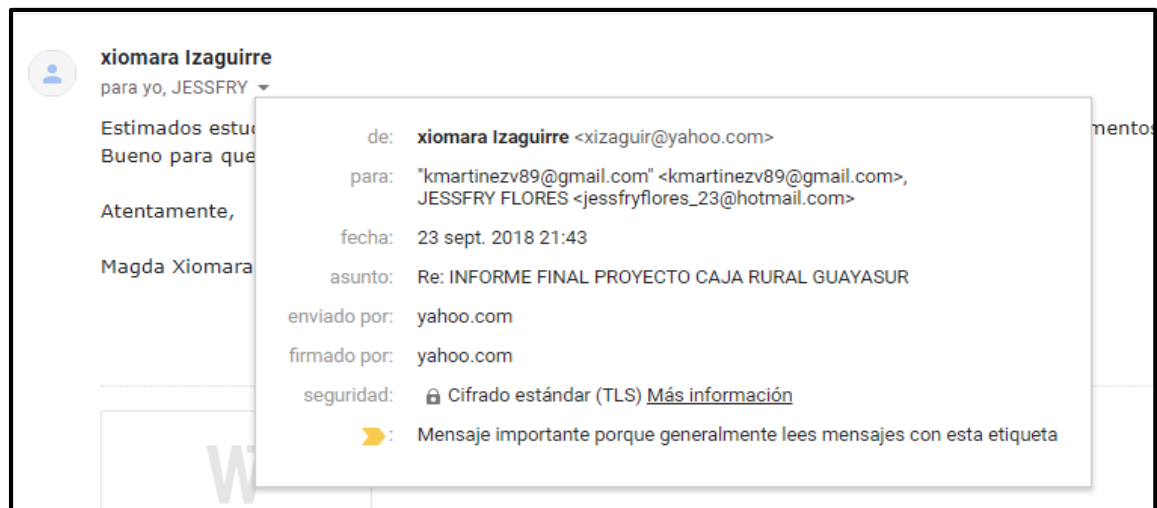 xiomara Izaguirre
para yo, JESSFRY
Estimados
Bueno para que
Atentamente,
Magda Xiomara
de: xiomara Izaguirre <xizaguir@yahoo.com>
para: "kmartinezv89@gmail.com" <kmartinezv89@gmail.com>,
JESSFRY FLORES <jessfryflores_23@hotmail.com>
fecha: 23 sept. 2018 21:43
asunto: Re: INFORME FINAL PROYECTO CAJA RURAL GUAYASUR
enviado por: yahoo.com
firmado por: yahoo.com
seguridad: Cifrado estándar (TLS) Más información
: Mensaje importante porque generalmente lees mensajes con esta etiqueta
W